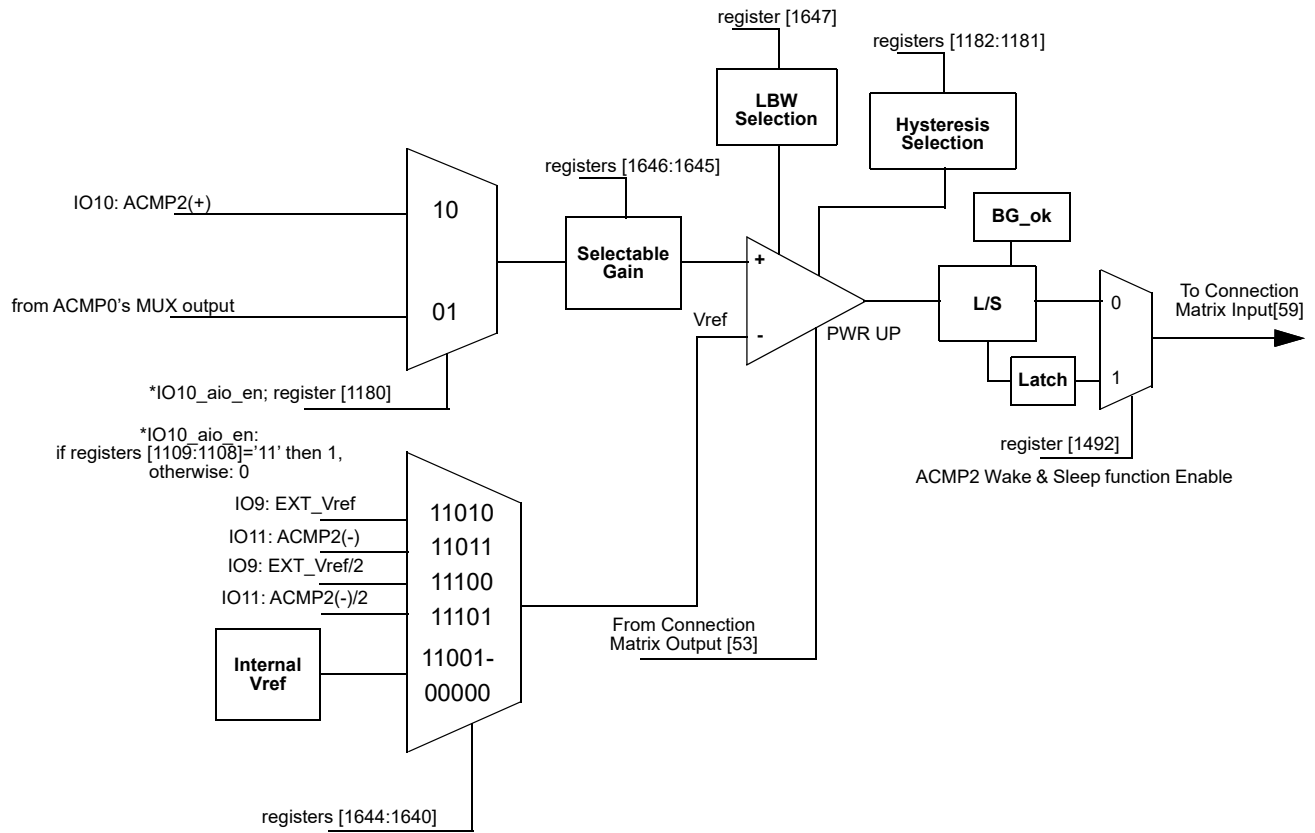 register [1647]
registers [1182:1181]
LBW
Selection
Hysteresis
Selection
registers [1646:1645]
IO10: ACMP2(+)
10
Selectable
Gain
BG_ok
+
from ACMP0's MUX output
01
Vref
-
PWR UP
L/S
0
To Connection
Matrix Input[59]
Latch
1
*IO10_aio_en; register [1180]
*IO10_aio_en:
if registers [1109:1108]='11' then 1,
otherwise: 0
register [1492]
ACMP2 Wake & Sleep function Enable
IO9: EXT_Vref
11010
IO11: ACMP2(-)
11011
IO9: EXT_Vref/2
11100
IO11: ACMP2(-)/2
11101
Internal
Vref
11001-
00000
From Connection
Matrix Output [53]
registers [1644:1640]